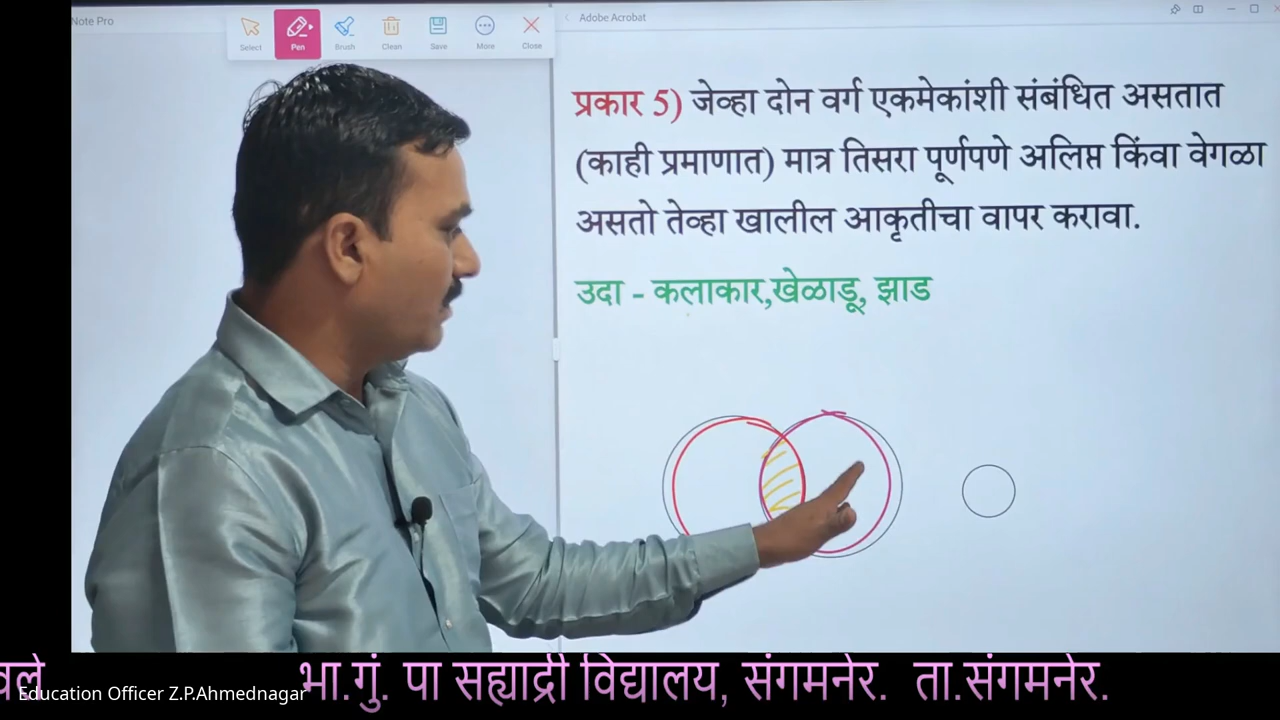 Note Pro
Select Pen Brush Clean Save More Close
Adobe Acrobat
प्रकार 5) जेव्हा दोन वर्ग एकमेकांशी संबंधित असतात
(काही प्रमाणात) मात्र तिसरा पूर्णपणे अलिप्त किंवा वेगळा
असतो तेव्हा खालील आकृतीचा वापर करावा.
उदा - कलाकार,खेळाडू, झाड
वले भा.गुं. पा सह्याद्री विद्यालय, संगमनेर. ता.संगमनेर.
Education Officer Z.P.Ahmednagar